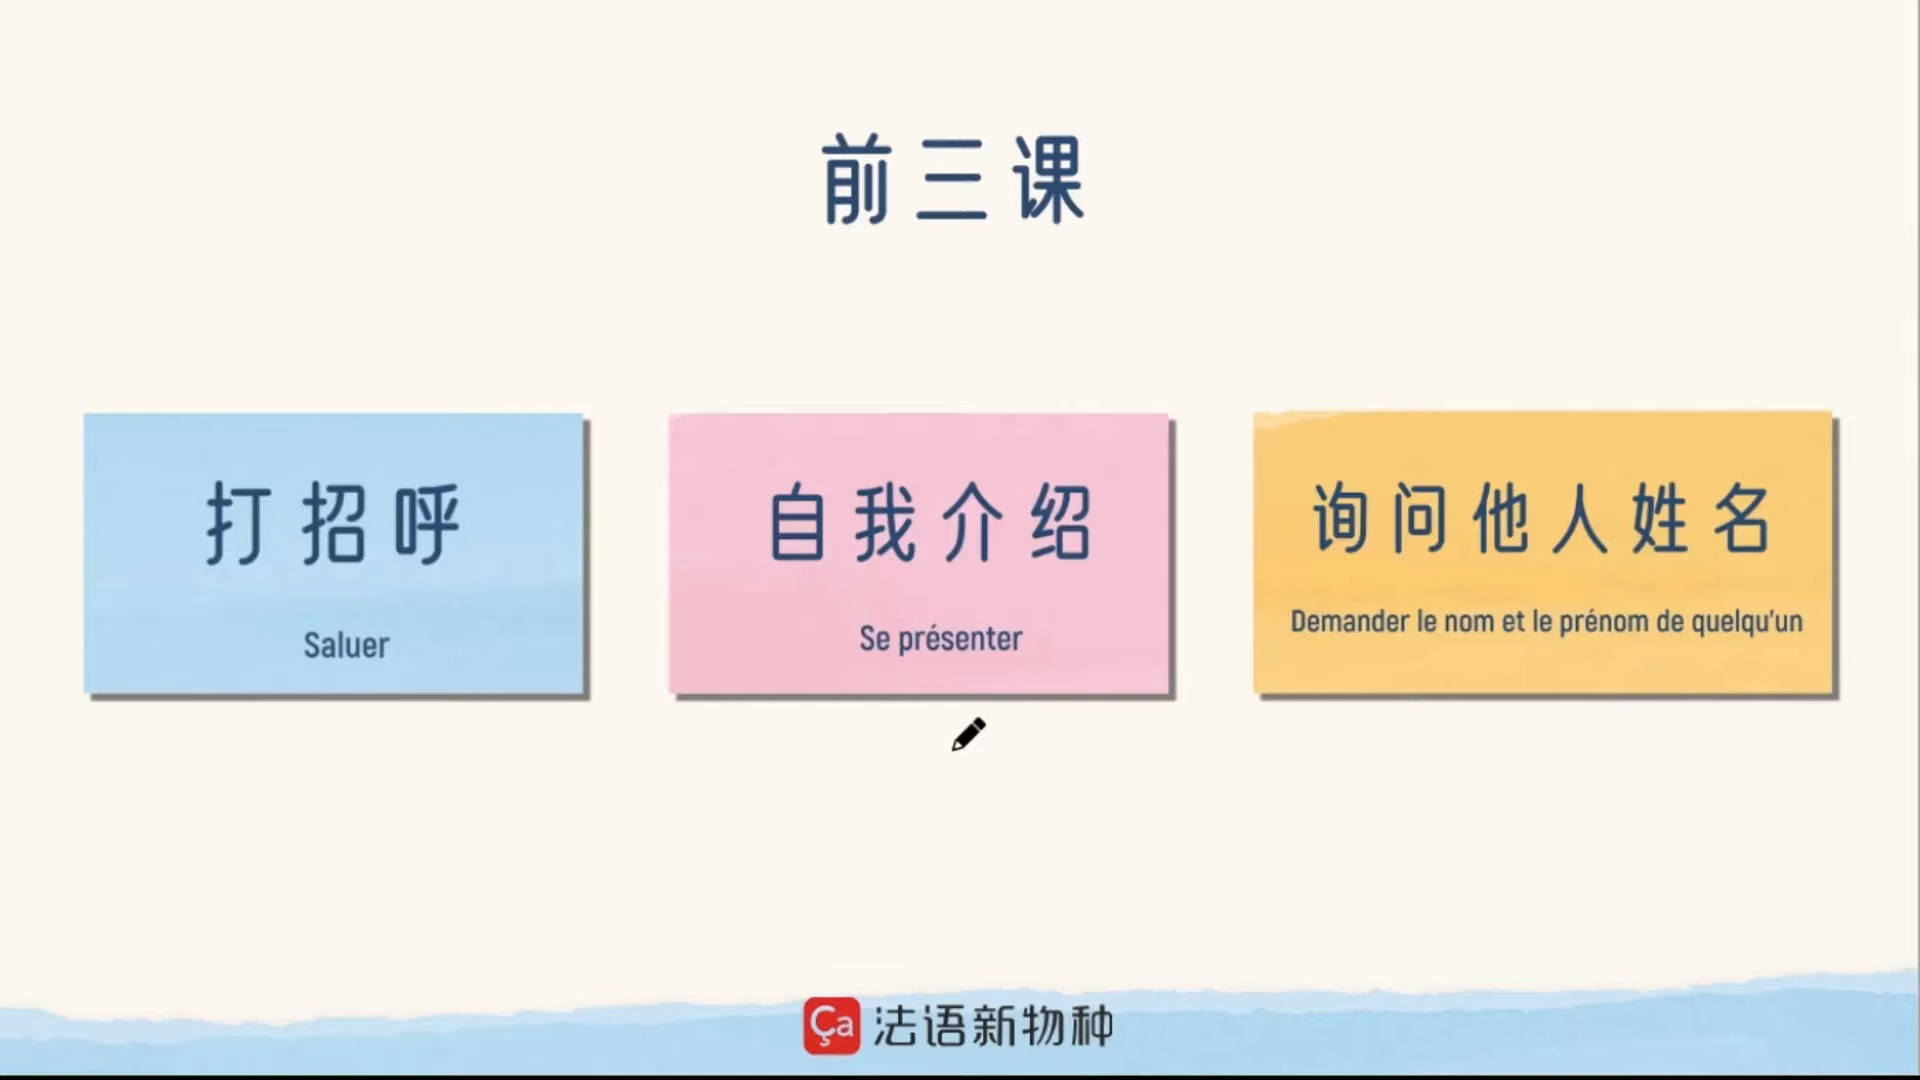 前三课
打招呼
Saluer
自我介绍
Se présenter
询问他人姓名
Demander le nom et le prénom de quelqu'un
Ça 法语新物种